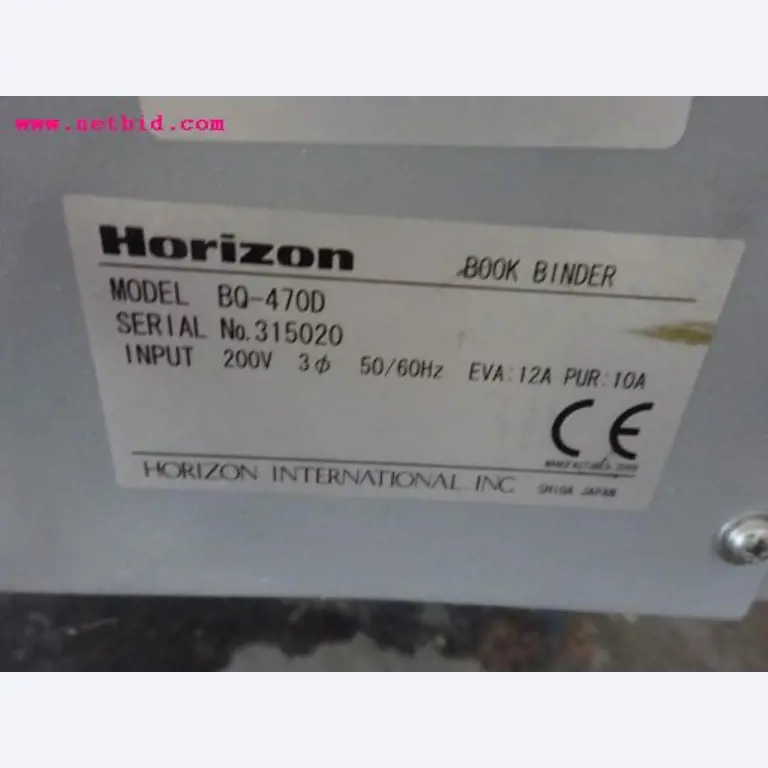 www.netbid.com
Horizon BOOK BINDER
MODEL BQ-470D
SERIAL No.315020
INPUT 200V 3φ 50/60Hz EVA:12A PUR:10A
CE
HORIZON INTERNATIONAL INC SHIGA JAPAN